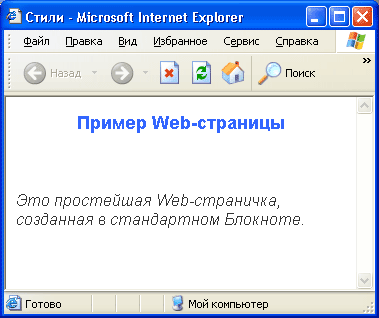 Стили - Microsoft Internet Explorer
Файл Правка Вид Избранное Сервис Справка
Назад Поиск »
Пример Web-страницы
Это простейшая Web-страничка,
созданная в стандартном Блокноте.
Готово Мой компьютер